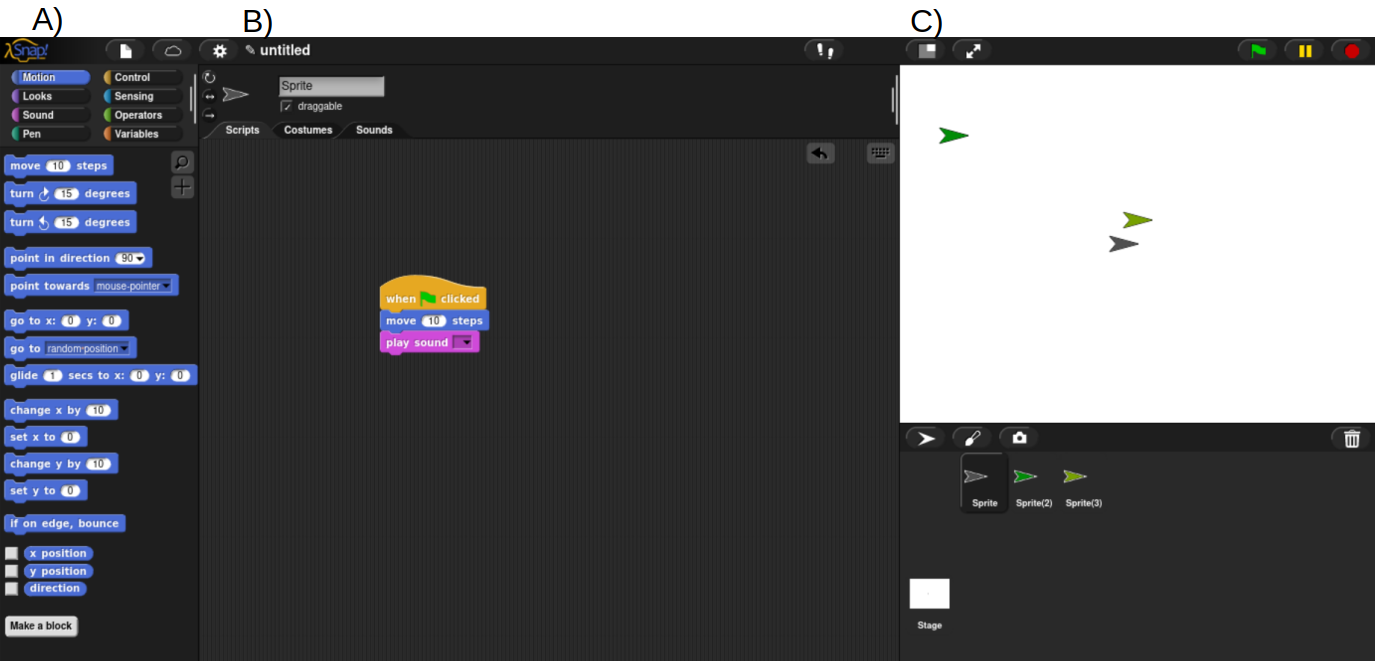 A)
B)
C)
λSnap!
untitled
Motion
Control
Looks
Sensing
Sound
Operators
Pen
Variables
move 10 steps
turn 15 degrees
turn 15 degrees
point in direction 90
point towards mouse-pointer
go to x: 0 y: 0
go to random position
glide 1 secs to x: 0 y: 0
change x by 10
set x to 0
change y by 10
set y to 0
if on edge, bounce
x position
y position
direction
Make a block
Sprite
draggable
Scripts
Costumes
Sounds
when clicked
move 10 steps
play sound
Sprite
Sprite(2)
Sprite(3)
Stage